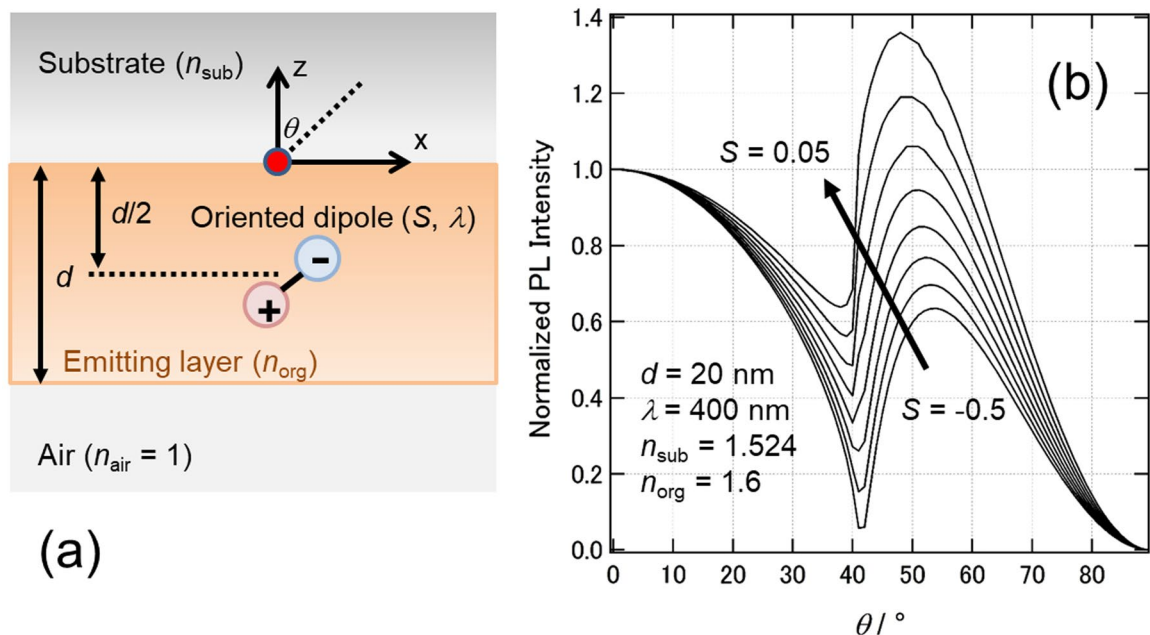 Substrate (nsub)
z
θ
x
d/2
Oriented dipole (S, λ)
d
-
+
Emitting layer (norg)
Air (nair = 1)
(a)
(b)
Normalized PL Intensity
1.4
1.2
1.0
0.8
0.6
0.4
0.2
0.0
S = 0.05
S = -0.5
d = 20 nm
λ = 400 nm
nsub = 1.524
norg = 1.6
0 10 20 30 40 50 60 70 80
θ / °